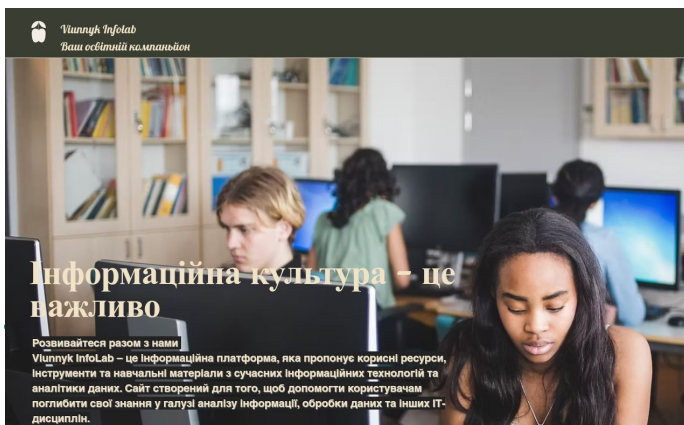 Viunnyk Infolab
Ваш освітній компаньйон
Інформаційна культура - це
важливо
Розвивайтеся разом з нами
Viunnyk InfoLab – це інформаційна платформа, яка пропонує корисні ресурси,
інструменти та навчальні матеріали з сучасних інформаційних технологій та
аналітики даних. Сайт створений для того, щоб допомогти користувачам
поглибити свої знання у галузі аналізу інформації, обробки даних та інших ІТ-
дисциплін.